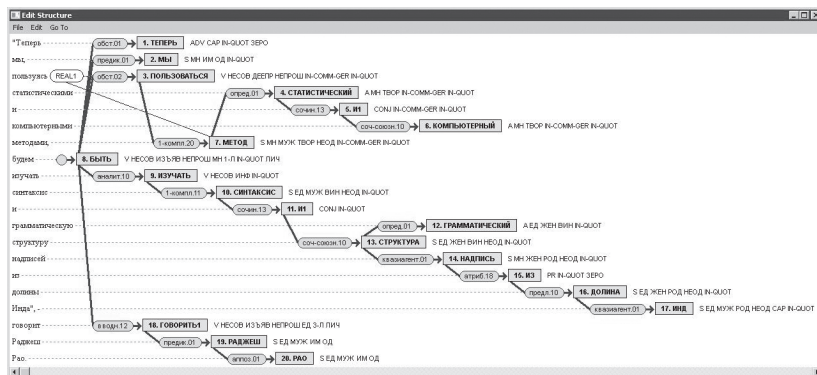 Edit Structure
File Edit Go To
"Теперь обст.01 1. ТЕПЕРЬ ADV CAP IN-QUOT ЗЕРО
мы, предик.01 2. МЫ S МН ИМ ОД IN-QUOT
пользуясь REAL1 обст.02 3. ПОЛЬЗОВАТЬСЯ V НЕСОВ ДЕЕПР НЕПРОШ IN-COMM-GER IN-QUOT
статистическими опред.01 4. СТАТИСТИЧЕСКИЙ A МН ТВОР IN-COMM-GER IN-QUOT
и сочин.13 5. И1 CONJ IN-COMM-GER IN-QUOT
компьютерными соч-союзн.10 6. КОМПЬЮТЕРНЫЙ A МН ТВОР IN-COMM-GER IN-QUOT
методами, 1-компл.20 7. МЕТОД S МН МУЖ ТВОР НЕОД IN-COMM-GER IN-QUOT
будем 8. БЫТЬ V НЕСОВ ИЗЪЯВ НЕПРОШ МН 1-Л IN-QUOT ЛИЧ
изучать аналит.10 9. ИЗУЧАТЬ V НЕСОВ ИНФ IN-QUOT
синтаксис 1-компл.11 10. СИНТАКСИС S ЕД МУЖ ВИН НЕОД IN-QUOT
и сочин.13 11. И1 CONJ IN-QUOT
грамматическую опред.01 12. ГРАММАТИЧЕСКИЙ A ЕД ЖЕН ВИН IN-QUOT
структуру соч-союзн.10 13. СТРУКТУРА S ЕД ЖЕН ВИН НЕОД IN-QUOT
надписей квазиагент.01 14. НАДПИСЬ S МН ЖЕН РОД НЕОД IN-QUOT
из атриб.18 15. ИЗ PR IN-QUOT ЗЕРО
долины предл.10 16. ДОЛИНА S ЕД ЖЕН РОД НЕОД IN-QUOT
Инда", - квазиагент.01 17. ИНД S ЕД МУЖ РОД НЕОД CAP IN-QUOT
говорит вводн.12 18. ГОВОРИТЬ1 V НЕСОВ ИЗЪЯВ НЕПРОШ ЕД 3-Л ЛИЧ
Раджеш предик.01 19. РАДЖЕШ S ЕД МУЖ ИМ ОД
Рао. аппоз.01 20. РАО S ЕД МУЖ ИМ ОД